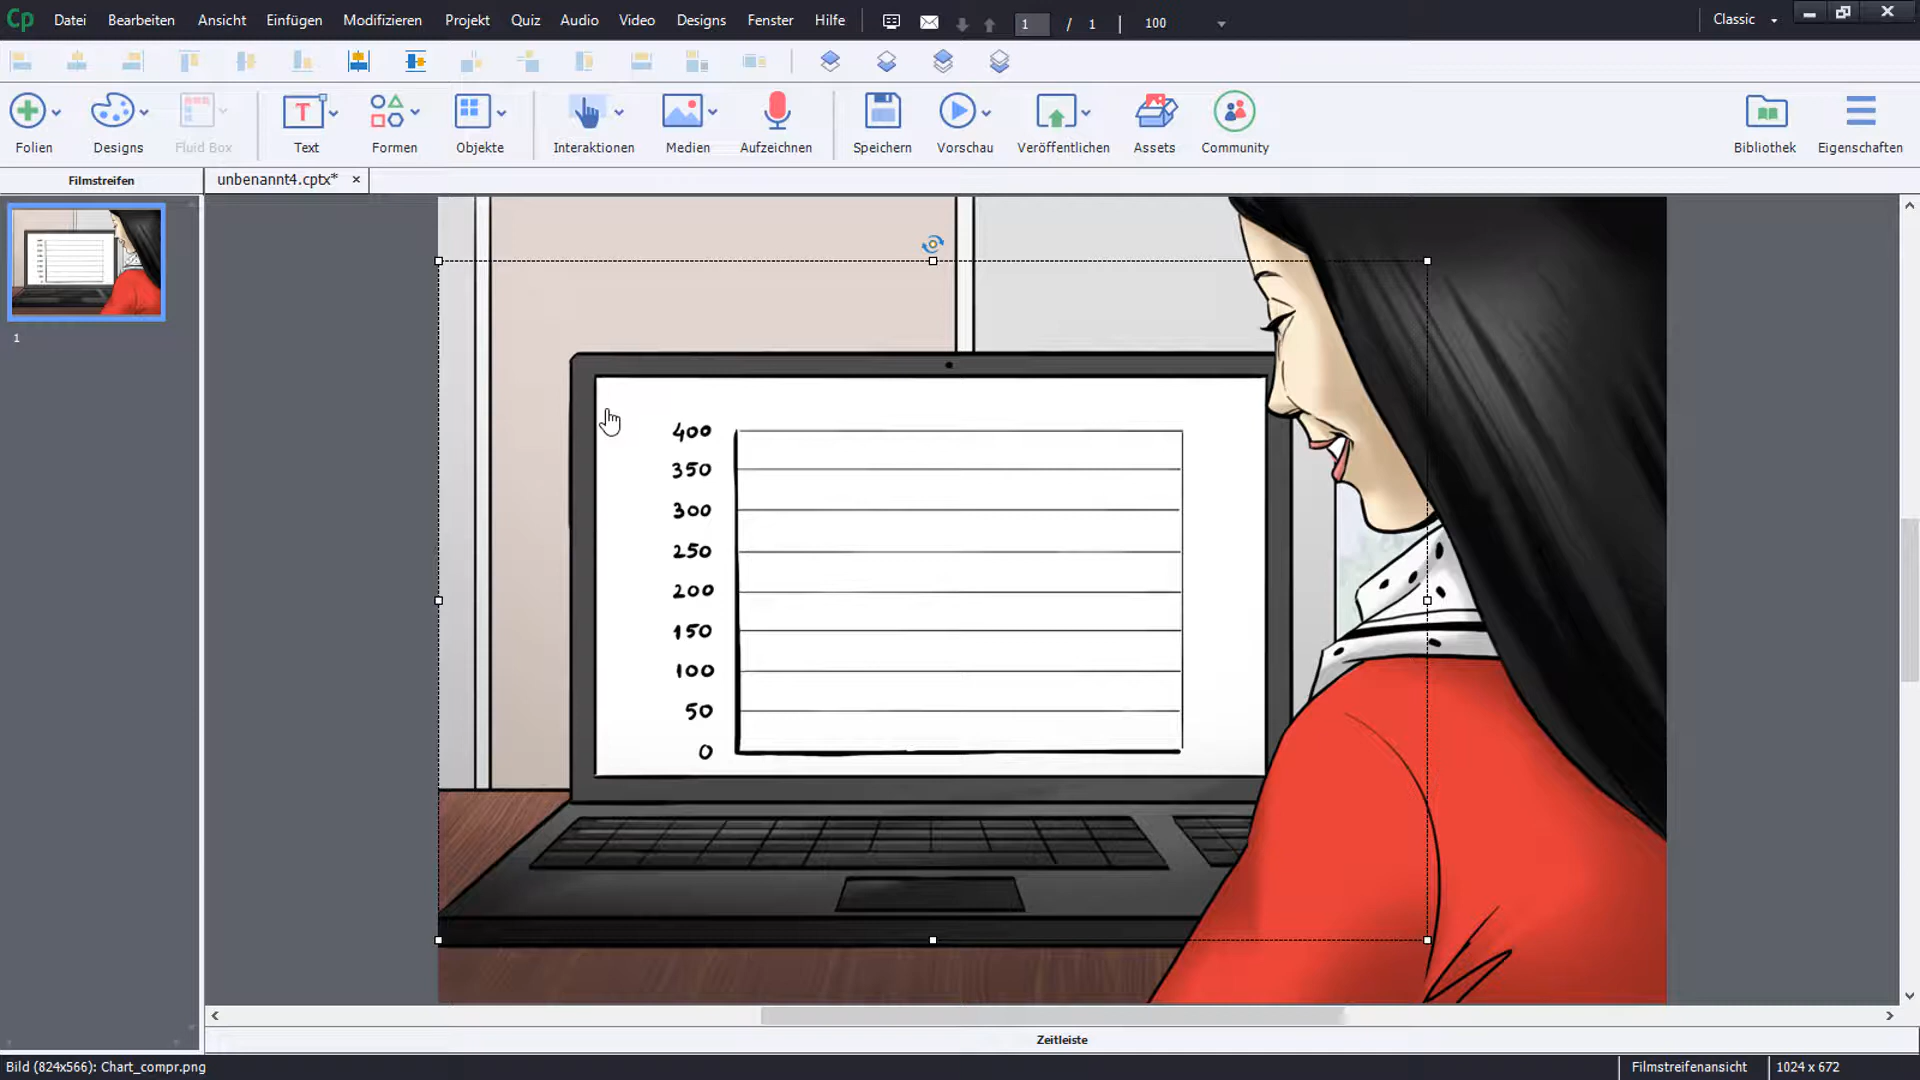 Cp Datei Bearbeiten Ansicht Einfügen Modifizieren Projekt Quiz Audio Video Designs Fenster Hilfe 1 / 1 100 Classic
Folien Designs Fluid Box Text Formen Objekte Interaktionen Medien Aufzeichnen Speichern Vorschau Veröffentlichen Assets Community Bibliothek Eigenschaften
Filmstreifen unbenannt4.cptx*
1
400
350
300
250
200
150
100
50
0
Zeitleiste
Bild (824x566): Chart_compr.png Filmstreifenansicht 1024 x 672